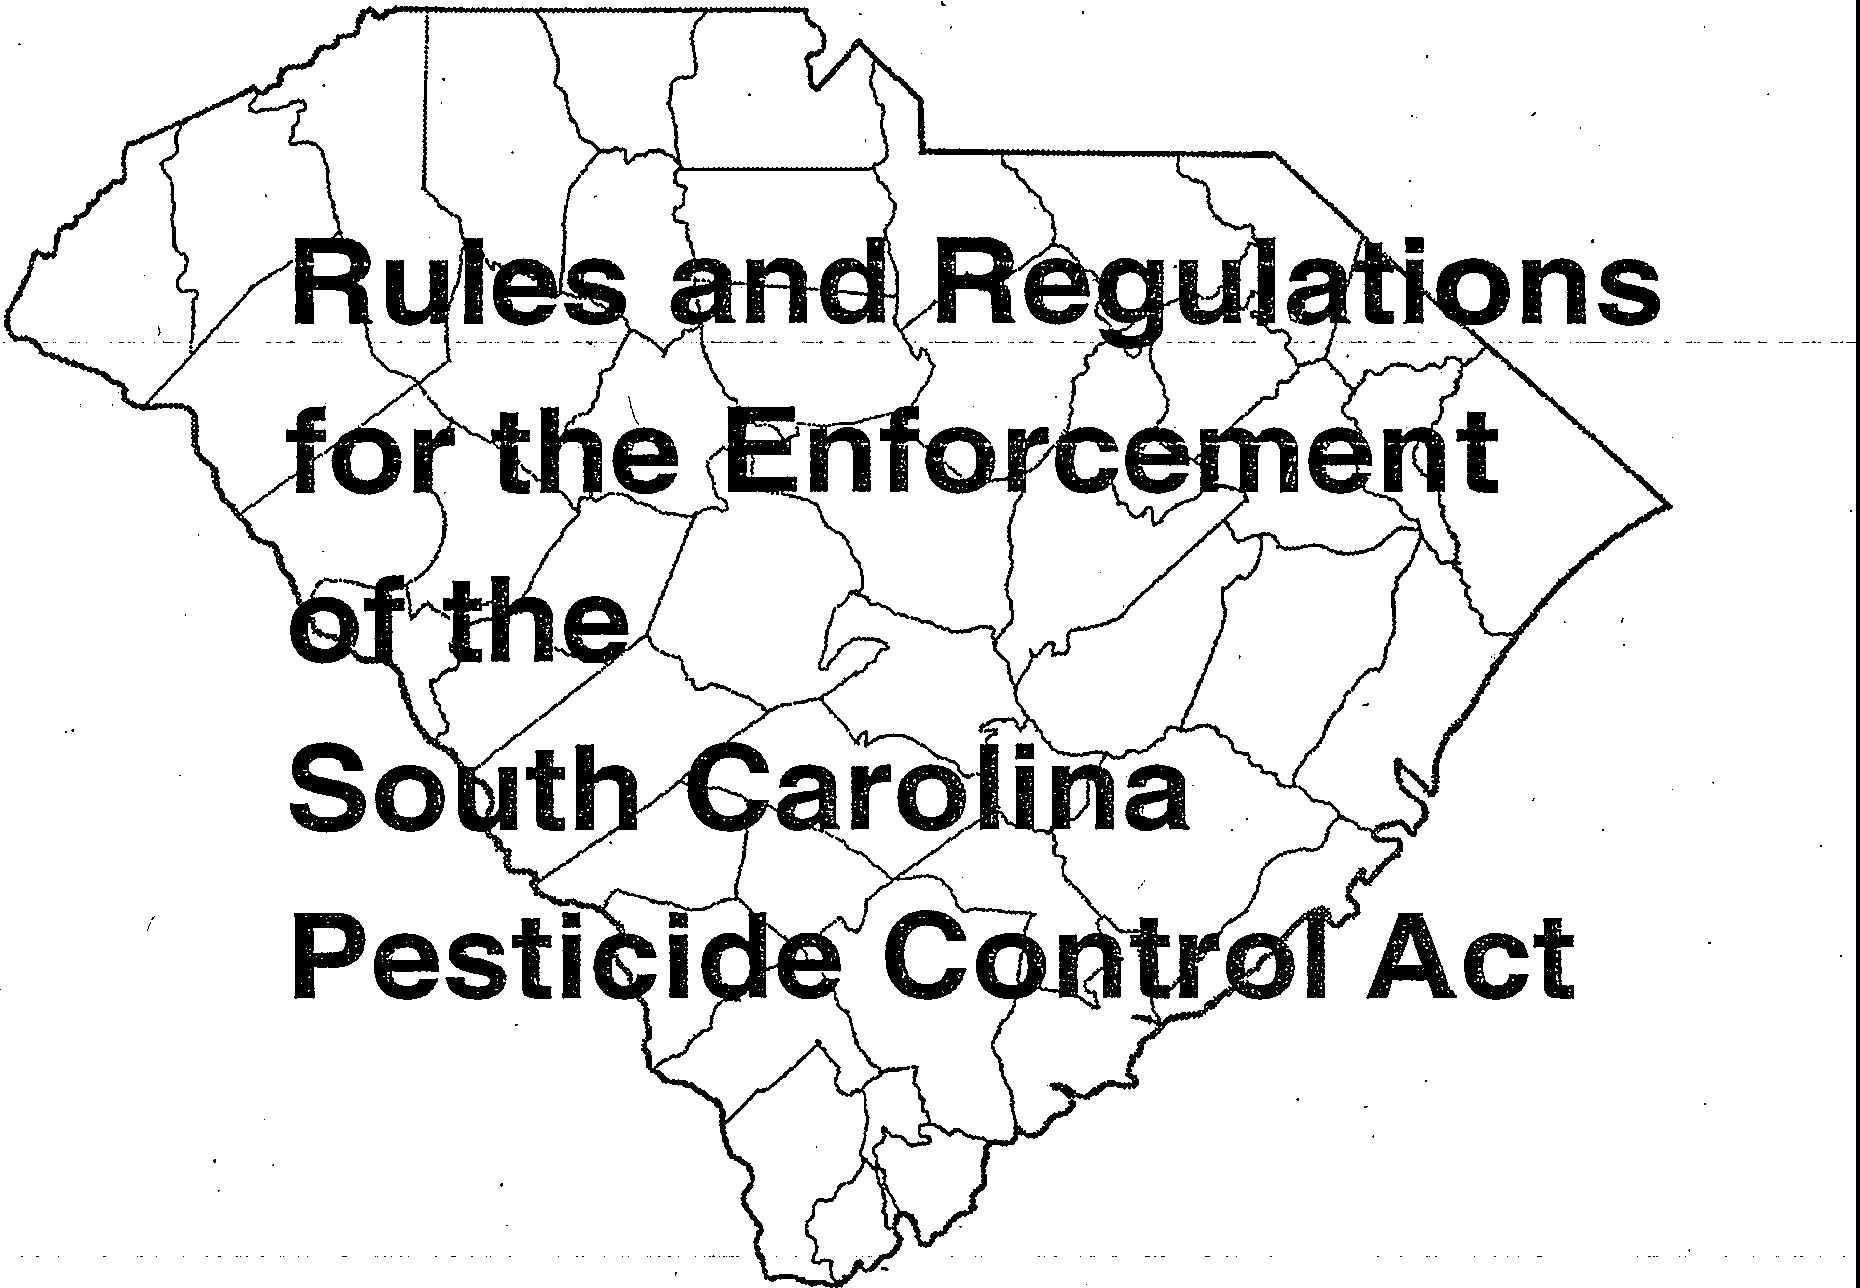 Rules and Regulations
for the Enforcement
of the
South Carolina
Pesticide Control Act